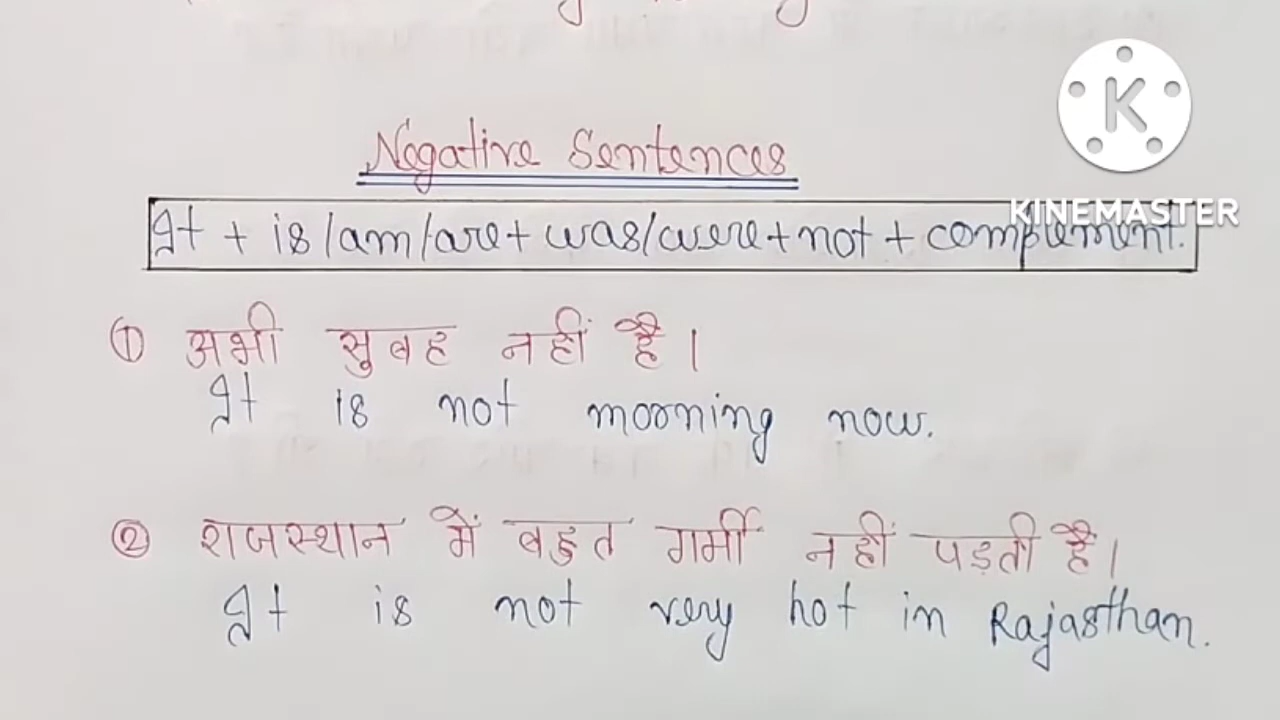 Negative Sentences
KINEMASTER
It + is/am/are + was/were + not + complement.
① अभी सुबह नहीं है।
It is not morning now.
② राजस्थान में बहुत गर्मी नहीं पड़ती है।
It is not very hot in Rajasthan.